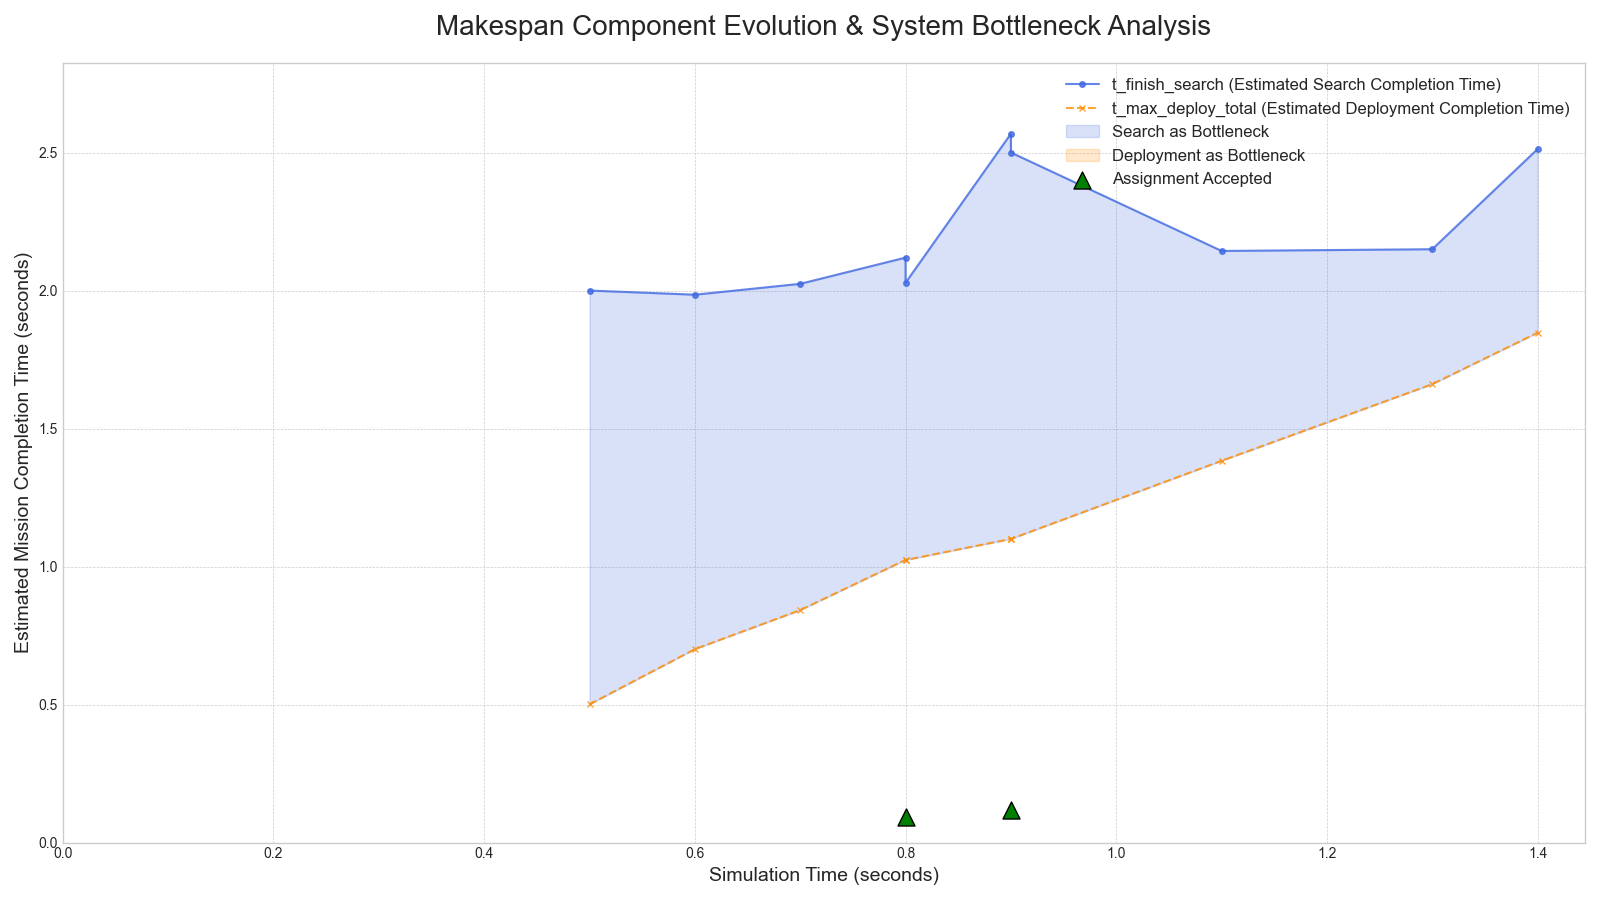 Makespan Component Evolution & System Bottleneck Analysis
t_finish_search (Estimated Search Completion Time)
t_max_deploy_total (Estimated Deployment Completion Time)
Search as Bottleneck
Deployment as Bottleneck
Assignment Accepted
Estimated Mission Completion Time (seconds)
2.5
2.0
1.5
1.0
0.5
0.0
0.0 0.2 0.4 0.6 0.8 1.0 1.2 1.4
Simulation Time (seconds)